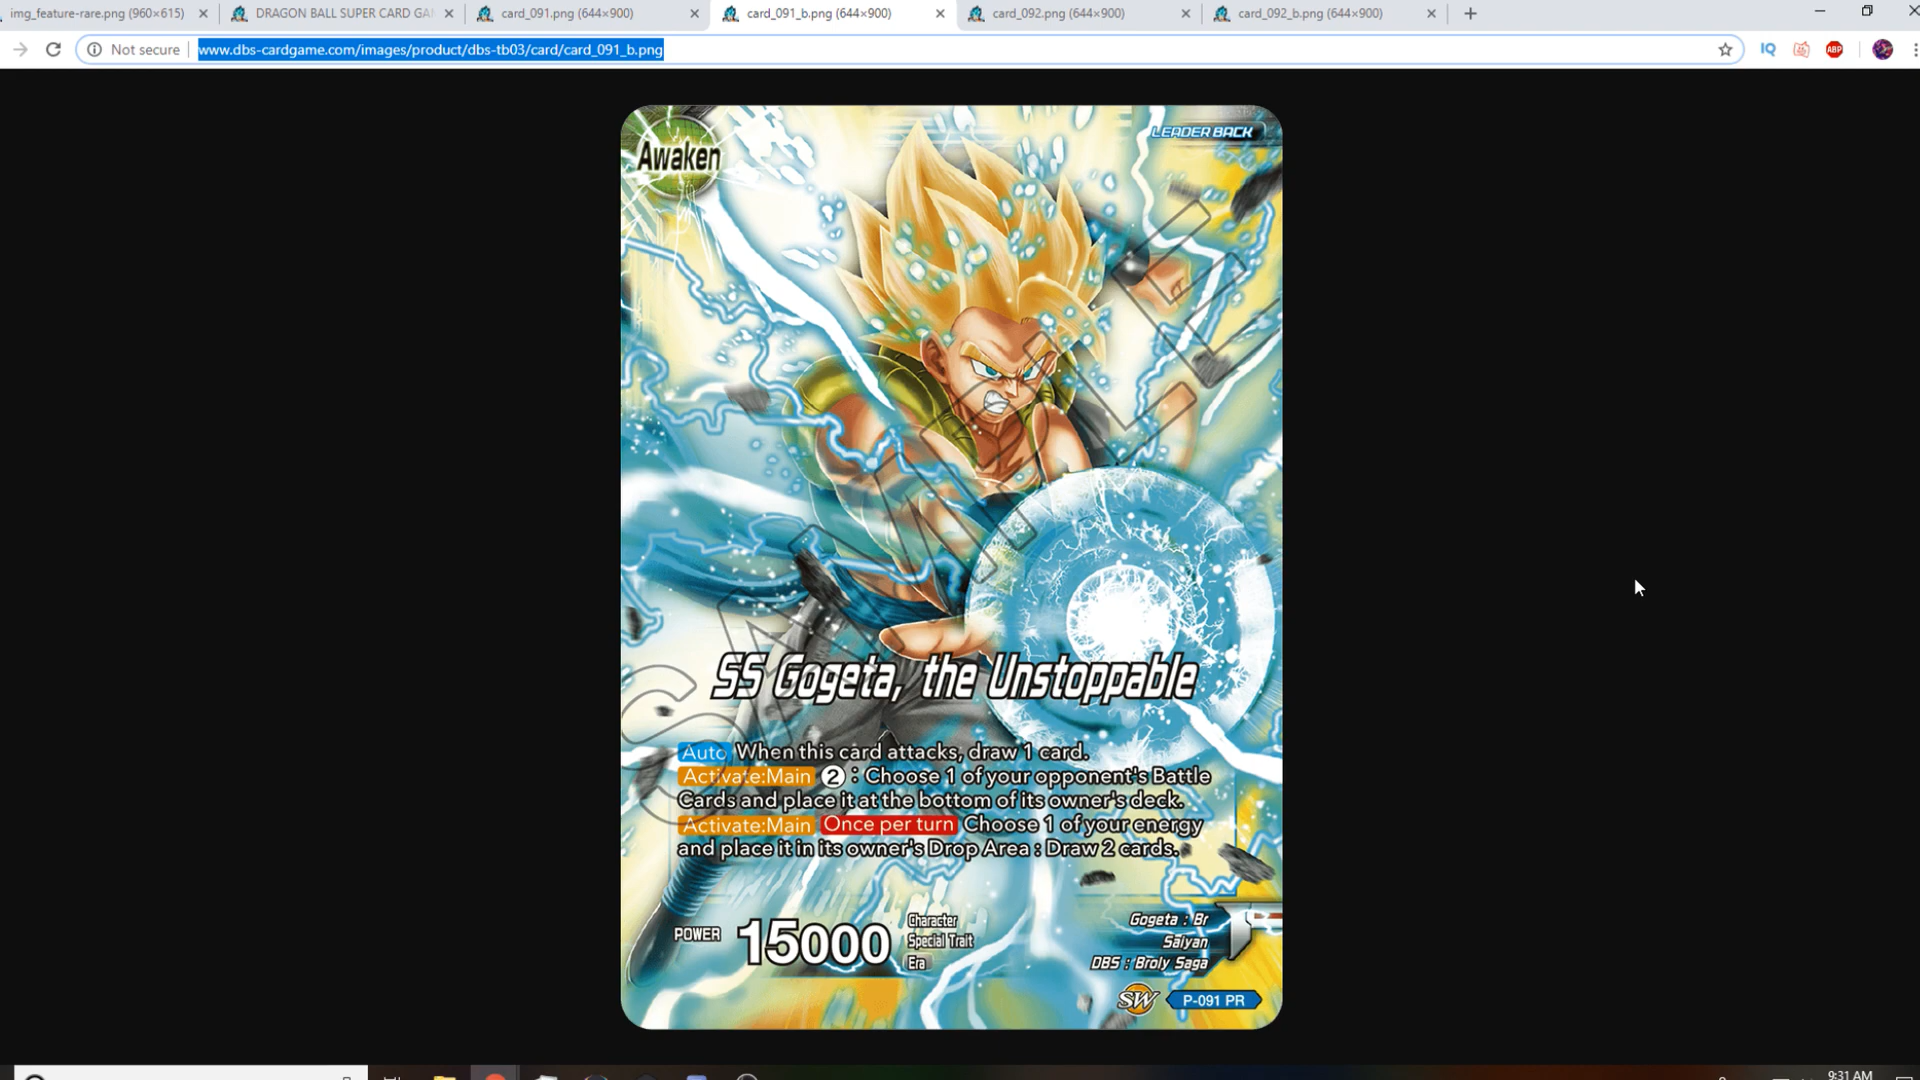 img_feature-rare.png (960×615)
DRAGON BALL SUPER CARD GA
card_091.png (644×900)
card_091_b.png (644×900)
card_092.png (644×900)
card_092_b.png (644×900)
Not secure
www.dbs-cardgame.com/images/product/dbs-tb03/card/card_091_b.png
IQ
ABP
Awaken
LEADER BACK
SAMPLE
SS Gogeta, the Unstoppable
Auto When this card attacks, draw 1 card.
Activate:Main 2 : Choose 1 of your opponent's Battle
Cards and place it at the bottom of its owner's deck.
Activate:Main Once per turn Choose 1 of your energy
and place it in its owner's Drop Area : Draw 2 cards.
POWER 15000
Character Gogeta : Br
Special Trait Saiyan
Era DBS : Broly Saga
SW P-091 PR
9:31 AM